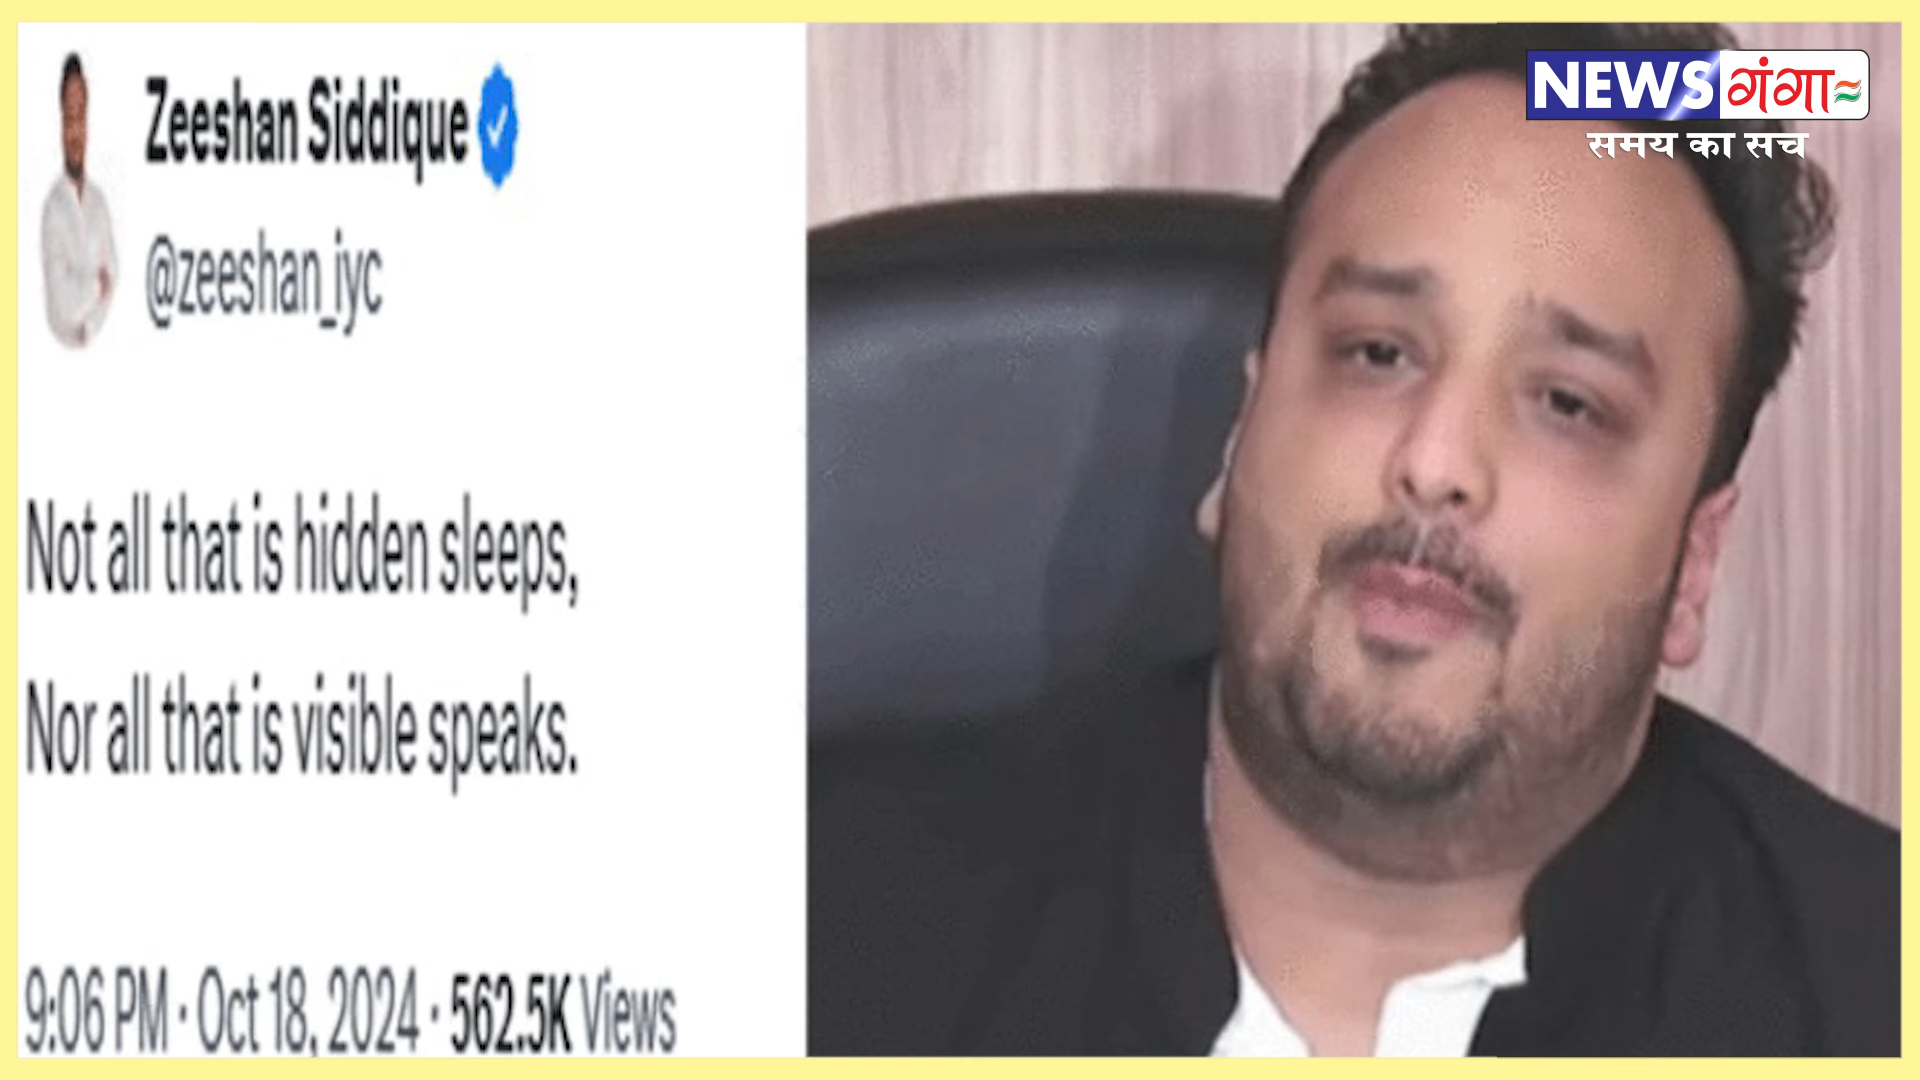 Zeeshan Siddique
@zeeshan_iyc
Not all that is hidden sleeps,
Nor all that is visible speaks.
9:06 PM · Oct 18, 2024 · 562.5K Views
NEWS गंगा
समय का सच